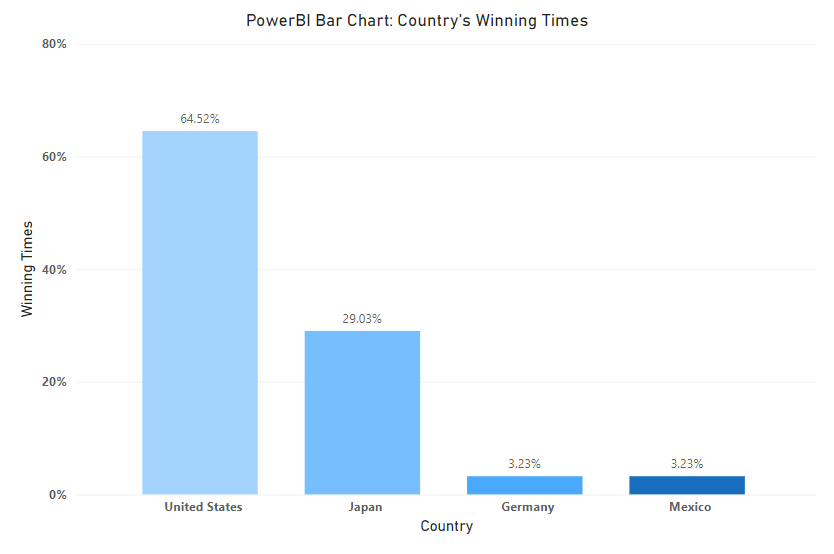 PowerBI Bar Chart: Country's Winning Times
80%
60%
40%
20%
0%
Winning Times
64.52%
29.03%
3.23%
3.23%
United States
Japan
Germany
Mexico
Country